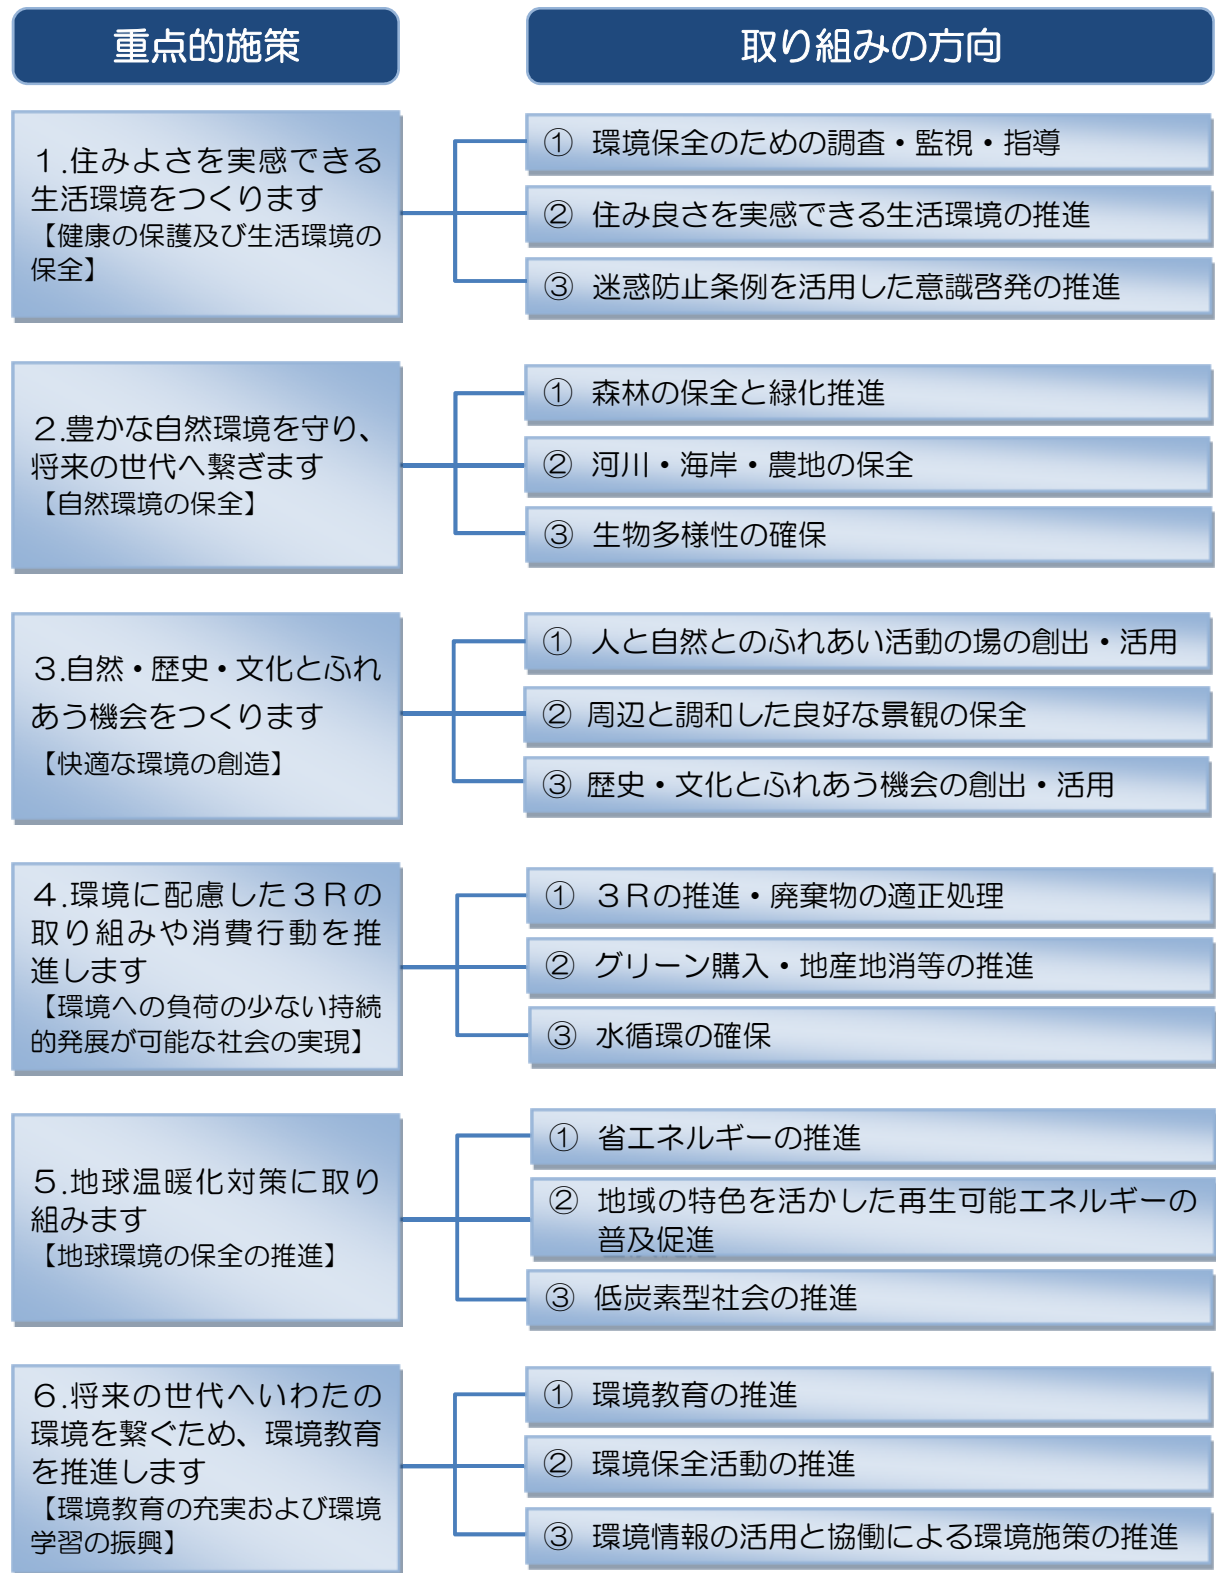 重点的施策
取り組みの方向
１.住みよさを実感できる
生活環境をつくります
【健康の保護及び生活環境の
保全】
① 環境保全のための調査・監視・指導
② 住み良さを実感できる生活環境の推進
③ 迷惑防止条例を活用した意識啓発の推進
２.豊かな自然環境を守り、
将来の世代へ繋ぎます
【自然環境の保全】
① 森林の保全と緑化推進
② 河川・海岸・農地の保全
③ 生物多様性の確保
３.自然・歴史・文化とふれ
あう機会をつくります
【快適な環境の創造】
① 人と自然とのふれあい活動の場の創出・活用
② 周辺と調和した良好な景観の保全
③ 歴史・文化とふれあう機会の創出・活用
４.環境に配慮した３Ｒの
取り組みや消費行動を推
進します
【環境への負荷の少ない持続
的発展が可能な社会の実現】
① ３Ｒの推進・廃棄物の適正処理
② グリーン購入・地産地消等の推進
③ 水循環の確保
５.地球温暖化対策に取り
組みます
【地球環境の保全の推進】
① 省エネルギーの推進
② 地域の特色を活かした再生可能エネルギーの
普及促進
③ 低炭素型社会の推進
６.将来の世代へいわたの
環境を繋ぐため、環境教育
を推進します
【環境教育の充実および環境
学習の振興】
① 環境教育の推進
② 環境保全活動の推進
③ 環境情報の活用と協働による環境施策の推進